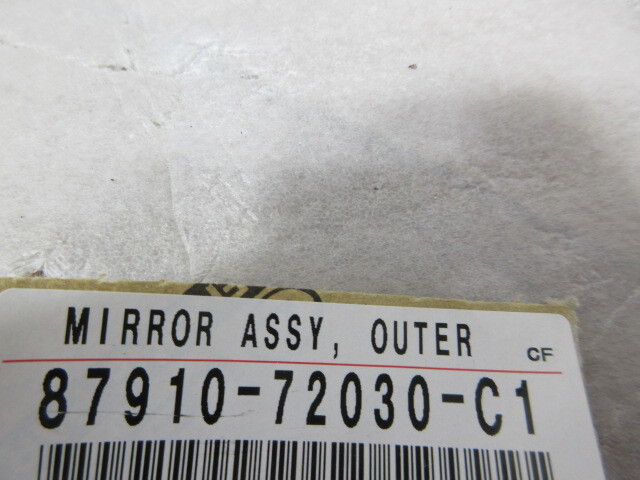 MIRROR ASSY, OUTER CF
87910-72030-C1